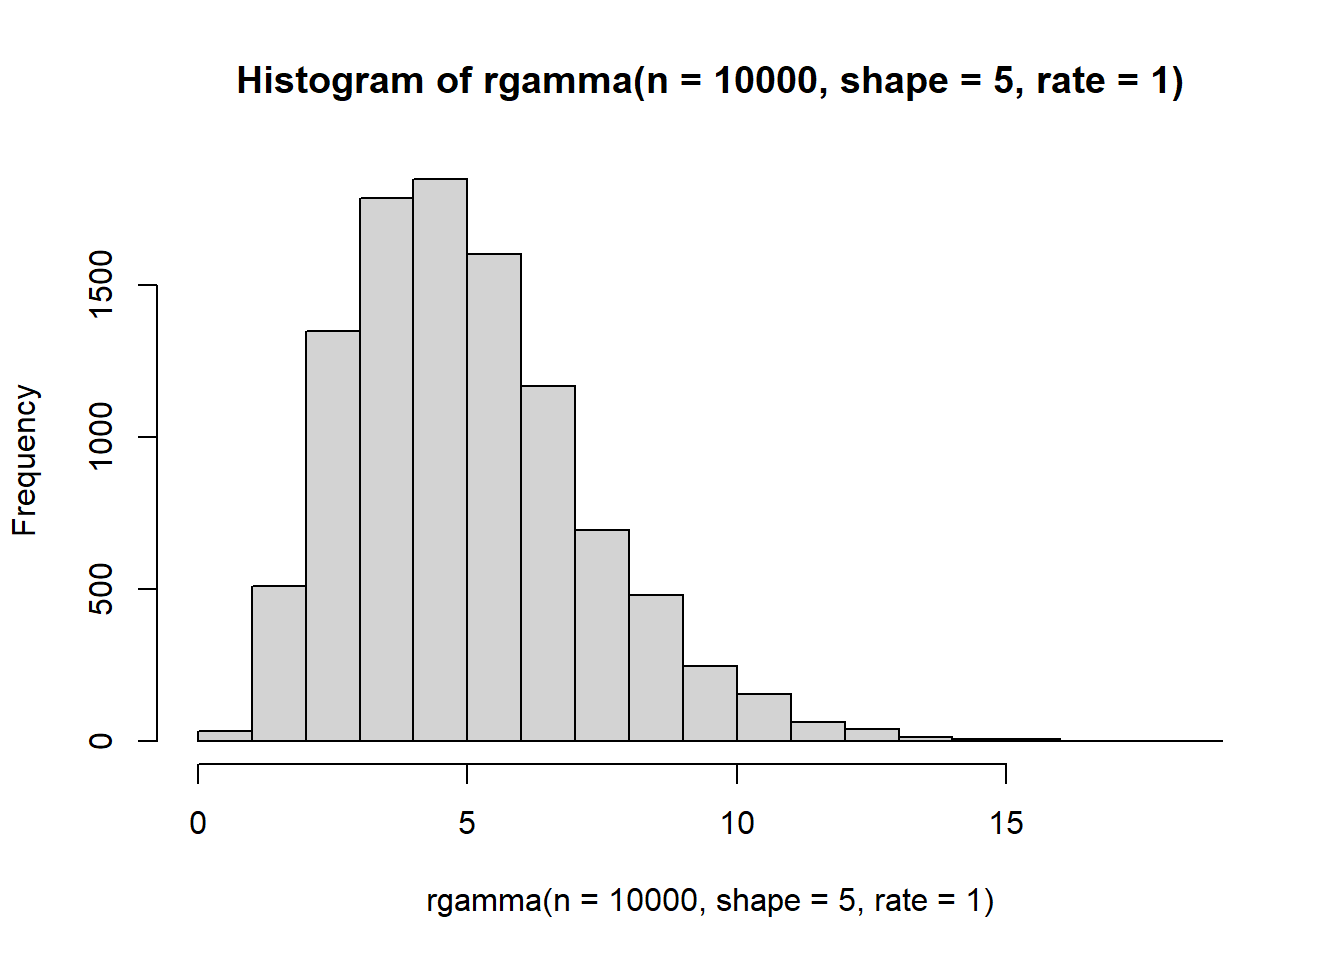 Histogram of rgamma(n = 10000, shape = 5, rate = 1)
1500
1000
500
0
Frequency
0 5 10 15
rgamma(n = 10000, shape = 5, rate = 1)